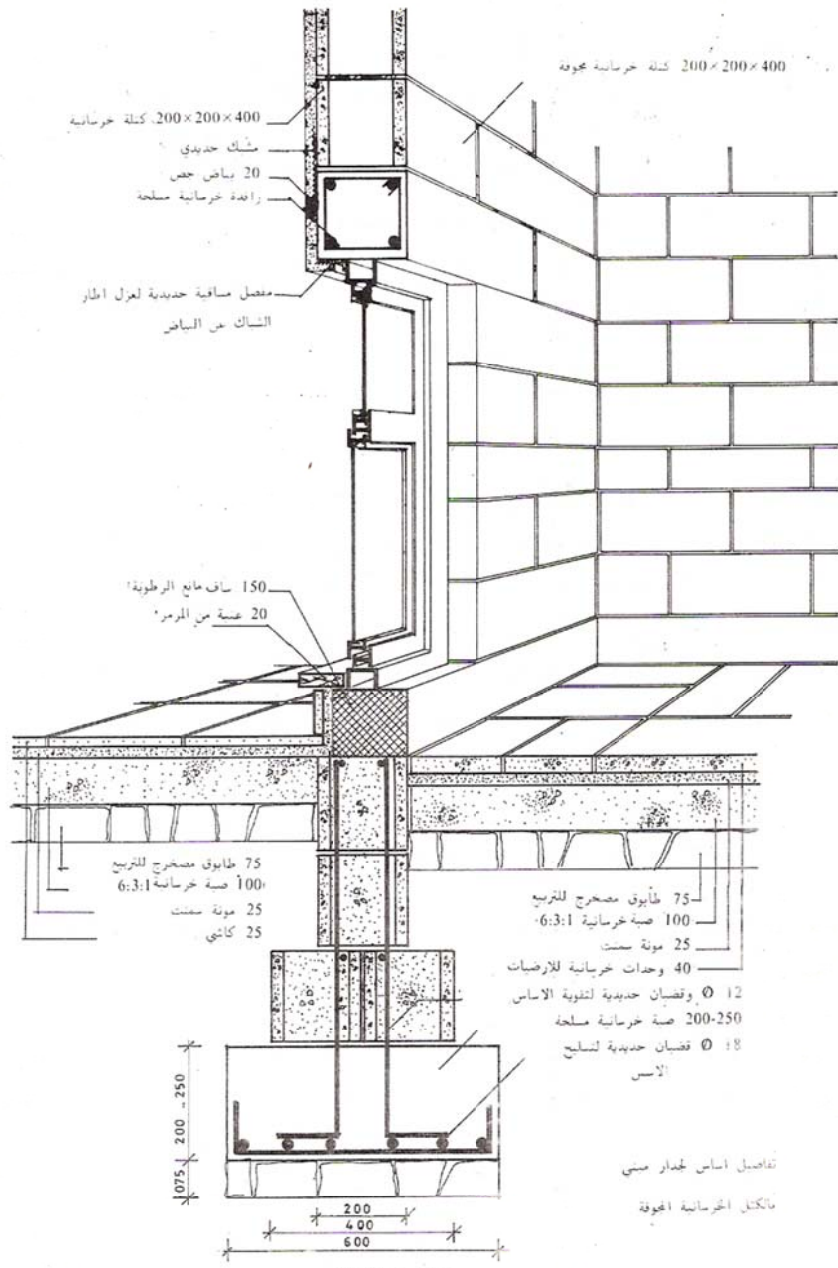 200×200×400 كتلة خرسانية مجوفة
200×200×400 كتلة خرسانية
مشبك حديدي
20 بياض جص
رافدة خرسانية مسلحة
مفصل مساقية حديدية لعزل اطار
الشباك عن البياض
150 ساف مانع الرطوبة
20 عتبة من المرمر
75 طابوق مصخرج للتربيع
100 صبة خرسانية 6:3:1
25 مونة سمنت
25 كاشي
75 طابوق مصخرج للتربيع
100 صبة خرسانية 6:3:1
25 مونة سمنت
40 وحدات خرسانية للارضيات
12 Ø وقضبان حديدية لتقوية الاساس
200-250 صبة خرسانية مسلحة
18 Ø قضبان حديدية لتسليح
الاسس
200 – 250
075
200
400
600
تفاصيل اساس لجدار مبني
بالكتل الخرسانية المجوفة